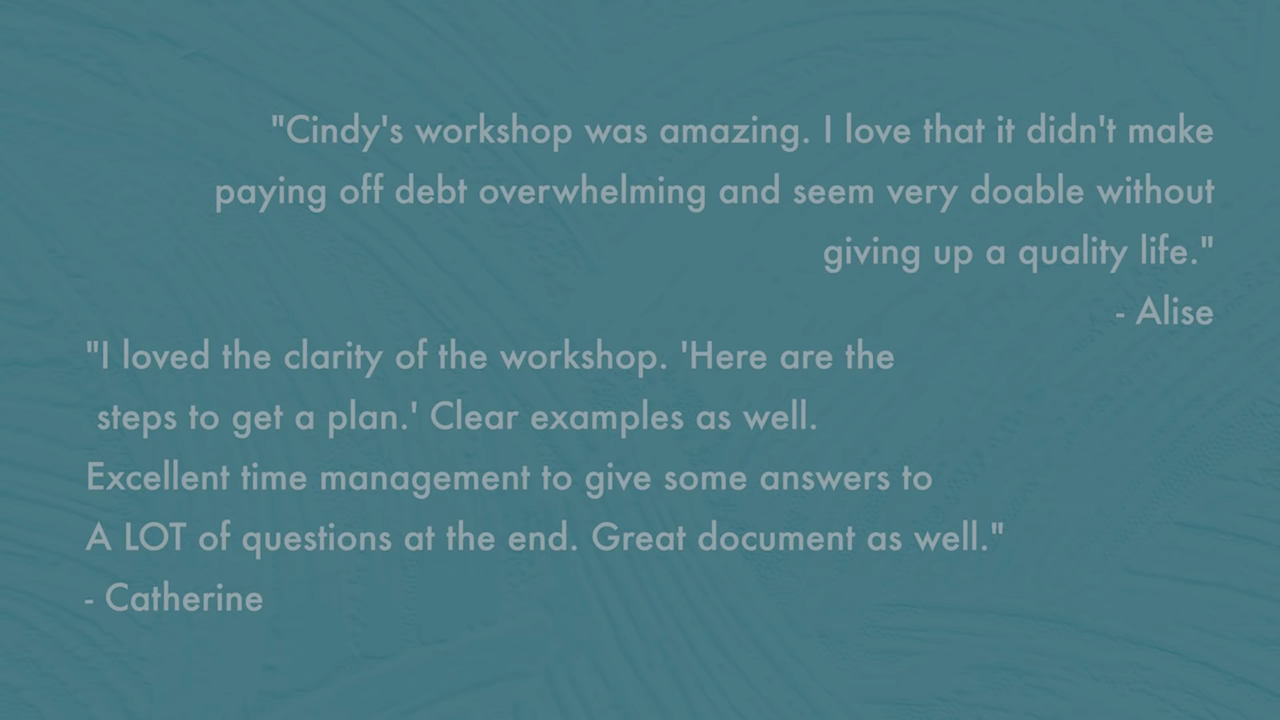 "Cindy's workshop was amazing. I love that it didn't make
paying off debt overwhelming and seem very doable without
giving up a quality life."
- Alise
"I loved the clarity of the workshop. 'Here are the
steps to get a plan.' Clear examples as well.
Excellent time management to give some answers to
A LOT of questions at the end. Great document as well."
- Catherine